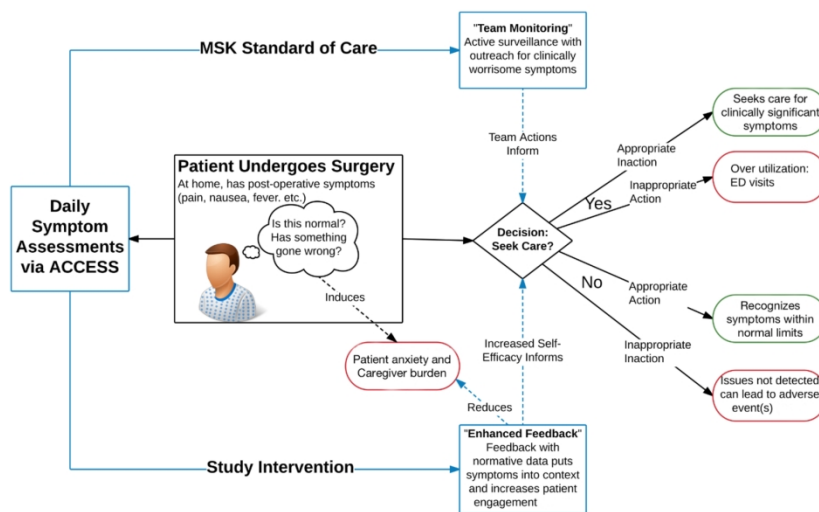 MSK Standard of Care
"Team Monitoring"
Active surveillance with
outreach for clinically
worrisome symptoms
Team Actions
Inform
Patient Undergoes Surgery
At home, has post-operative symptoms
(pain, nausea, fever. etc.)
Is this normal?
Has something
gone wrong?
Daily
Symptom
Assessments
via ACCESS
Induces
Patient anxiety and
Caregiver burden
Reduces
Increased Self-
Efficacy Informs
Decision:
Seek Care?
Yes
Appropriate
Inaction
Seeks care for
clinically significant
symptoms
Inappropriate
Action
Over utilization:
ED visits
No
Appropriate
Action
Recognizes
symptoms within
normal limits
Inappropriate
Inaction
Issues not detected
can lead to adverse
event(s)
Study Intervention
"Enhanced Feedback"
Feedback with
normative data puts
symptoms into context
and increases patient
engagement